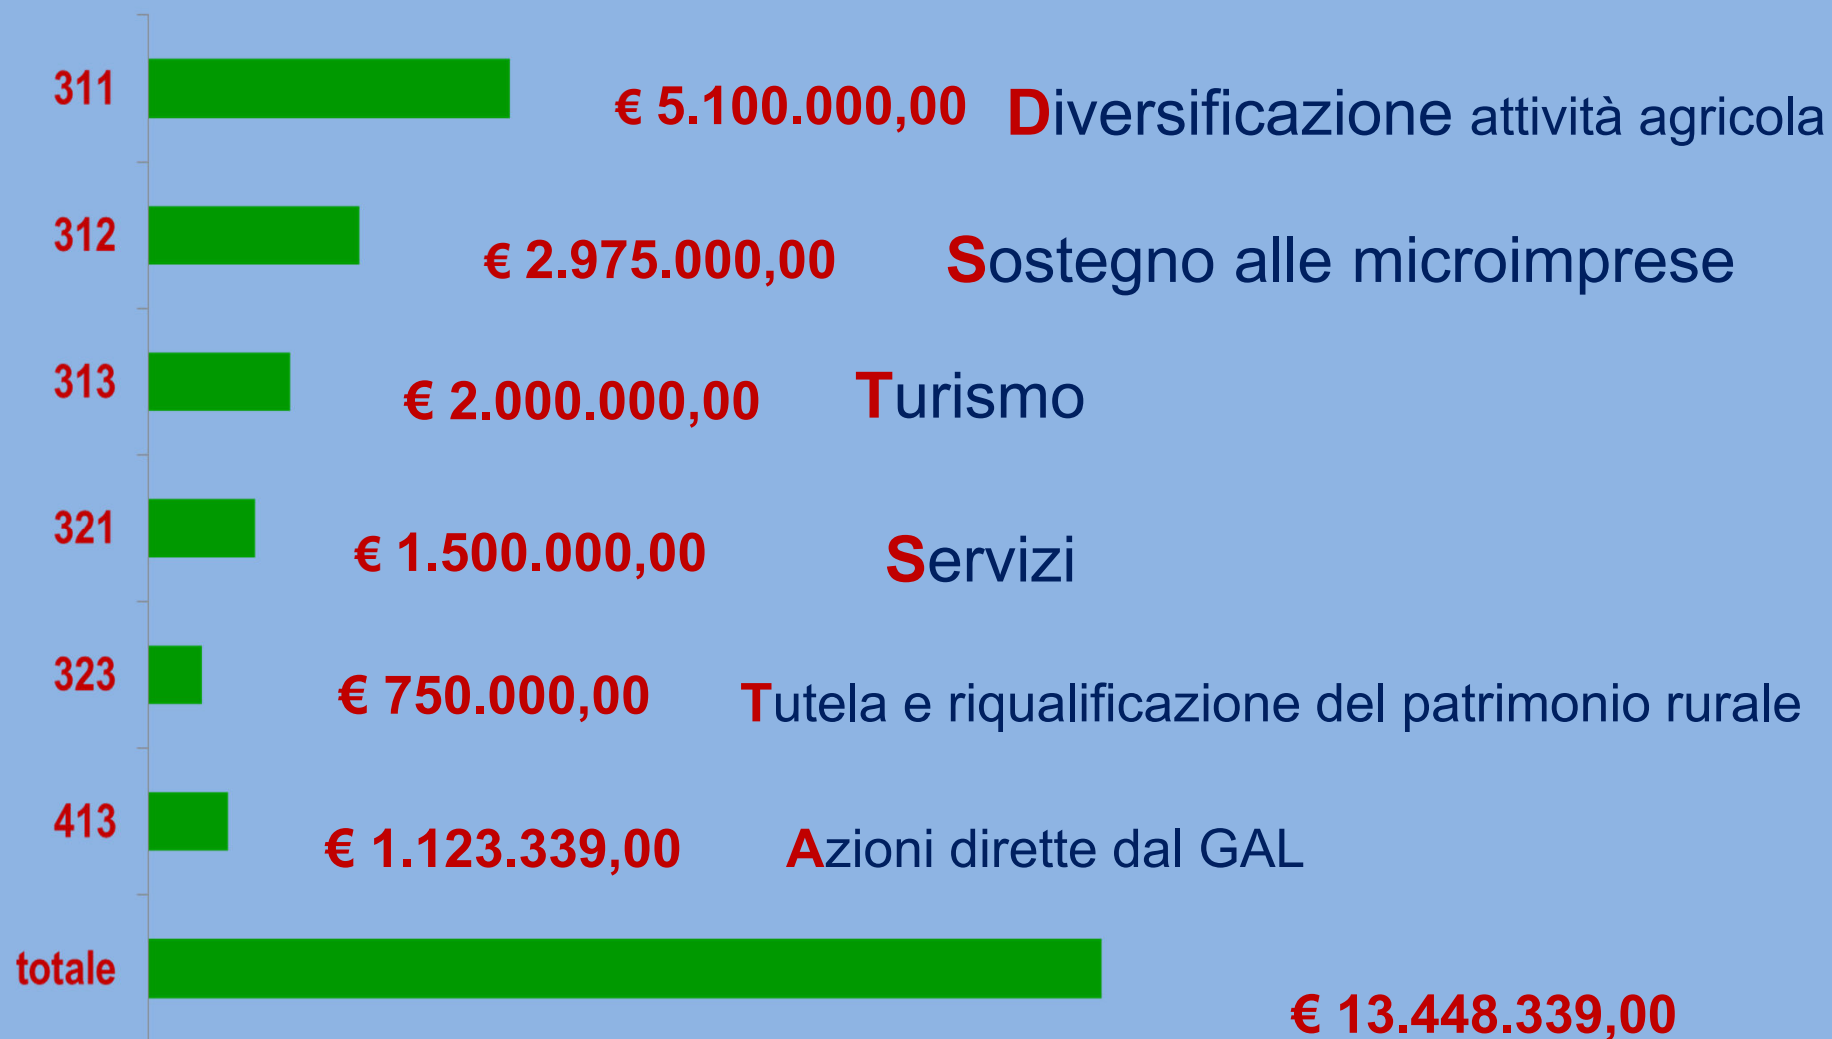 311 € 5.100.000,00 Diversificazione attività agricola
312 € 2.975.000,00 Sostegno alle microimprese
313 € 2.000.000,00 Turismo
321 € 1.500.000,00 Servizi
323 € 750.000,00 Tutela e riqualificazione del patrimonio rurale
413 € 1.123.339,00 Azioni dirette dal GAL
totale € 13.448.339,00